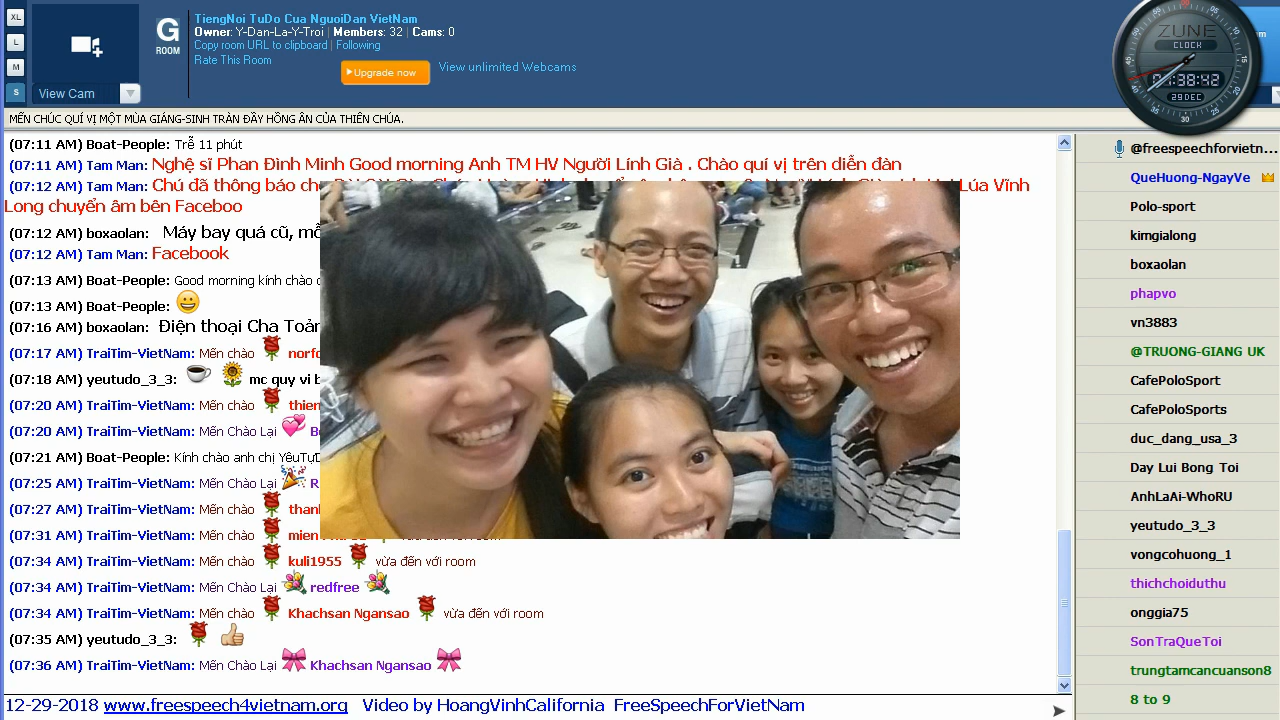 XL
L
M
S
View Cam
G
ROOM
TiengNoi TuDo Cua NguoiDan VietNam
Owner: Y-Dan-La-Y-Troi | Members: 32 | Cams: 0
Copy room URL to clipboard | Following
Rate This Room
Upgrade now
View unlimited Webcams
ZUNE
CLOCK
29 DEC
MẾN CHÚC QUÍ VỊ MỘT MÙA GIÁNG-SINH TRÀN ĐẦY HỒNG ÂN CỦA THIÊN CHÚA.
(07:11 AM) Boat-People: Trễ 11 phút
(07:11 AM) Tam Man: Nghệ sĩ Phan Đình Minh Good morning Anh TM HV Người Lính Già . Chào quí vị trên diễn đàn
(07:12 AM) Tam Man: Chú đã thông báo Lúa Vĩnh
Long chuyển âm bên Faceboo
(07:12 AM) boxaolan: Máy bay quá cũ,
(07:12 AM) Tam Man: Facebook
(07:13 AM) Boat-People: Good morning kính chào
(07:13 AM) Boat-People: 😀
(07:16 AM) boxaolan: Điện thoại Cha Toản
(07:17 AM) TraiTim-VietNam: Mến chào 🌹
(07:18 AM) yeutudo_3_3: ☕ 🌻 mc quy vi
(07:20 AM) TraiTim-VietNam: Mến chào 🌹
(07:20 AM) TraiTim-VietNam: Mến Chào Lại 💞
(07:21 AM) Boat-People: Kính chào anh chị
(07:25 AM) TraiTim-VietNam: Mến Chào Lại 🎉
(07:27 AM) TraiTim-VietNam: Mến chào 🌹
(07:31 AM) TraiTim-VietNam: Mến chào 🌹
(07:34 AM) TraiTim-VietNam: Mến chào 🌹 kuli1955 🌹 vừa đến với room
(07:34 AM) TraiTim-VietNam: Mến Chào Lại 💐 redfree 💐
(07:34 AM) TraiTim-VietNam: Mến chào 🌹 Khachsan Ngansao 🌹 vừa đến với room
(07:35 AM) yeutudo_3_3: 🌹 👍
(07:36 AM) TraiTim-VietNam: Mến Chào Lại 🎀 Khachsan Ngansao 🎀
@freespeechforvietn...
QueHuong-NgayVe
Polo-sport
kimgialong
boxaolan
phapvo
vn3883
@TRUONG-GIANG UK
CafePoloSport
CafePoloSports
duc_dang_usa_3
Day Lui Bong Toi
AnhLaAi-WhoRU
yeutudo_3_3
vongcohuong_1
thichchoiduthu
onggia75
SonTraQueToi
trungtamcancuanson8
8 to 9
12-29-2018 www.freespeech4vietnam.org Video by HoangVinhCalifornia FreeSpeechForVietNam